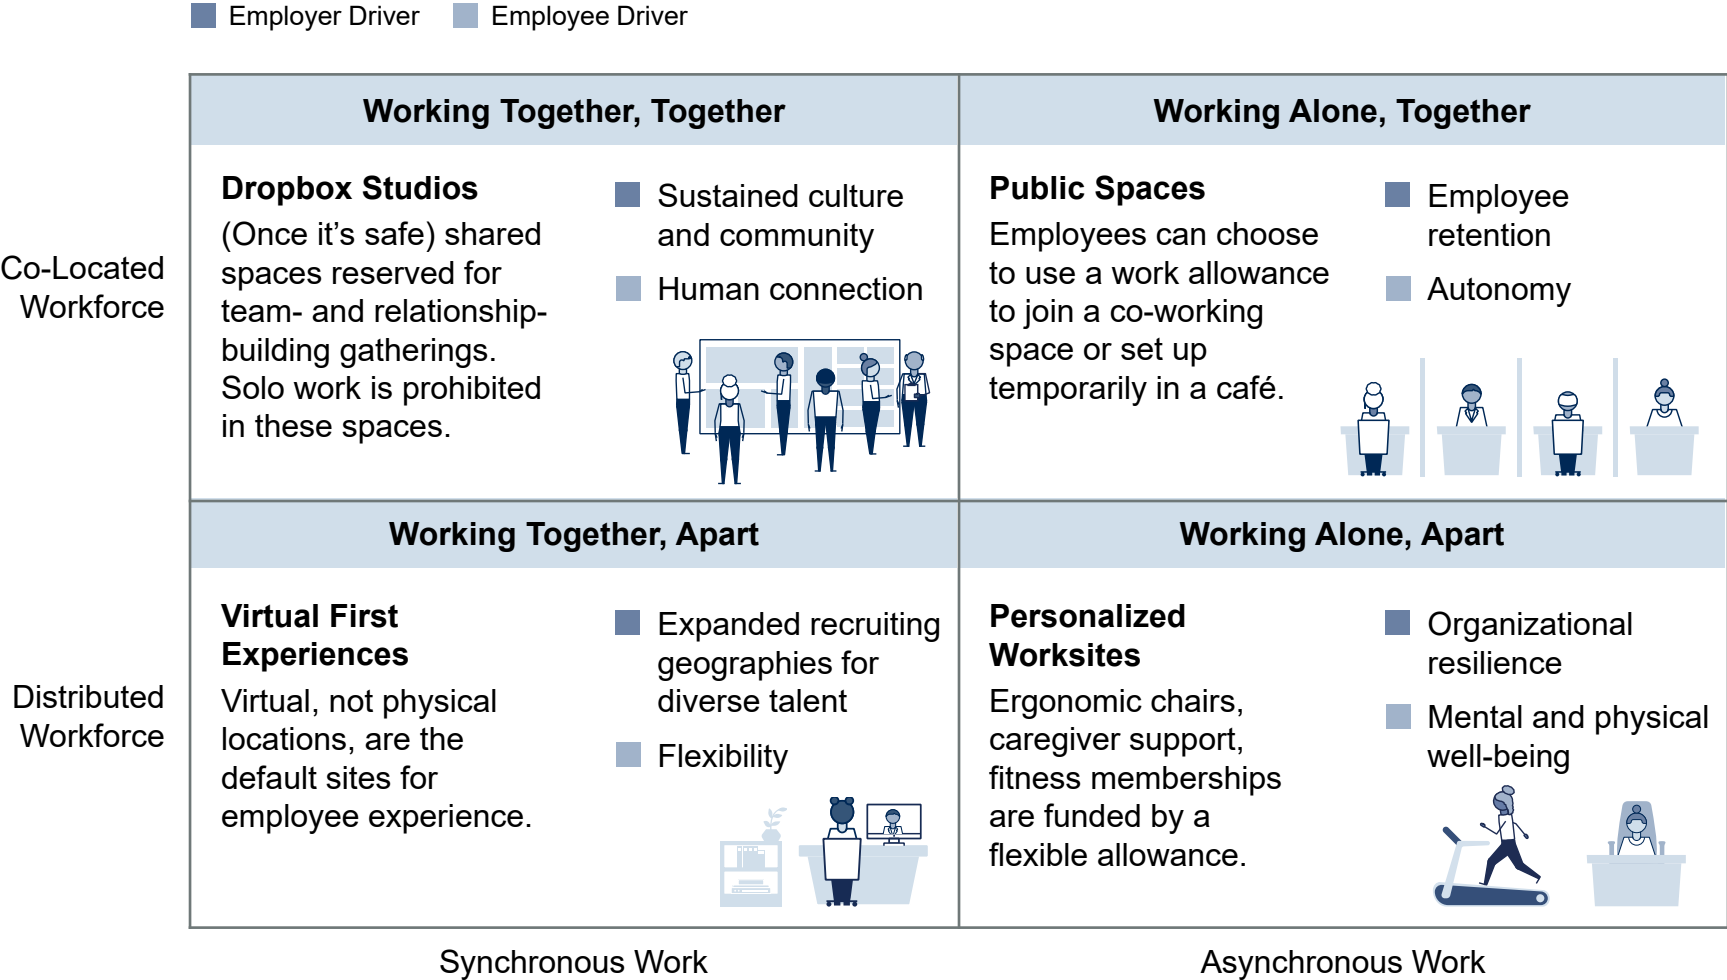 Employer Driver
Employee Driver
Working Together, Together
Working Alone, Together
Co-Located
Workforce
Dropbox Studios
(Once it’s safe) shared
spaces reserved for
team- and relationship-
building gatherings.
Solo work is prohibited
in these spaces.
Sustained culture
and community
Human connection
Public Spaces
Employees can choose
to use a work allowance
to join a co-working
space or set up
temporarily in a café.
Employee
retention
Autonomy
Working Together, Apart
Working Alone, Apart
Distributed
Workforce
Virtual First
Experiences
Virtual, not physical
locations, are the
default sites for
employee experience.
Expanded recruiting
geographies for
diverse talent
Flexibility
Personalized
Worksites
Ergonomic chairs,
caregiver support,
fitness memberships
are funded by a
flexible allowance.
Organizational
resilience
Mental and physical
well-being
Synchronous Work
Asynchronous Work